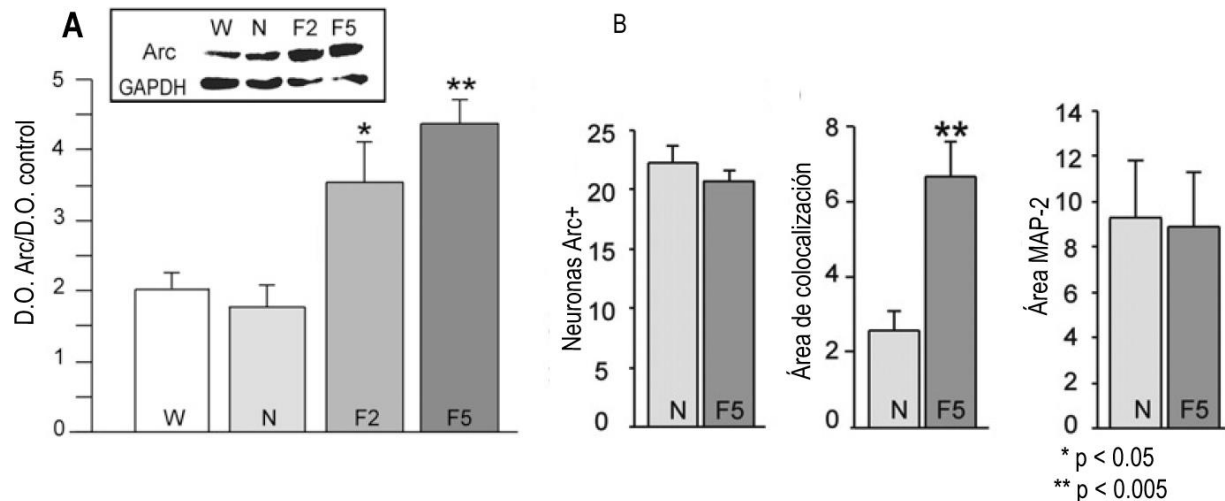 A
W N F2 F5
Arc
GAPDH
D.O. Arc/D.O. control
5
4
3
2
1
0
*
**
W N F2 F5
B
Neuronas Arc+
25
20
15
10
5
0
N F5
Área de colocalización
8
6
4
2
0
**
N F5
Área MAP-2
14
12
10
8
6
4
2
0
N F5
* p < 0.05
** p < 0.005